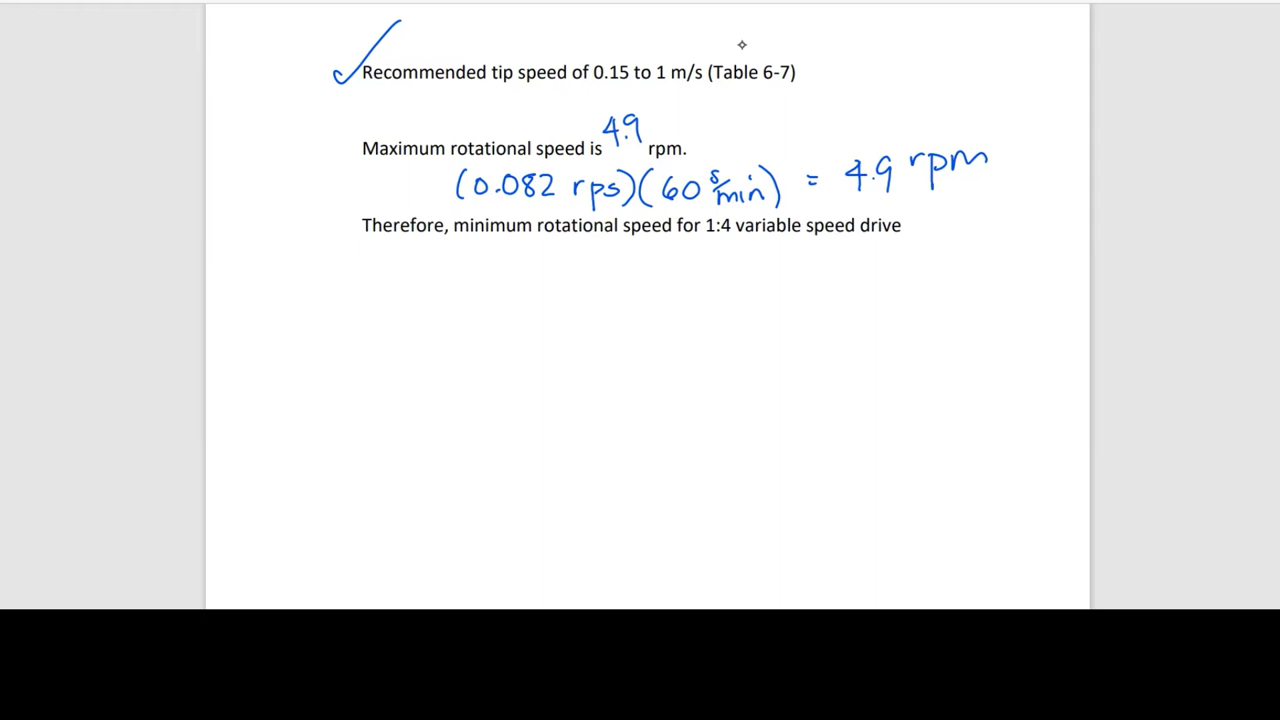 Recommended tip speed of 0.15 to 1 m/s (Table 6-7)
Maximum rotational speed is 4.9 rpm.
(0.082 rps)(60 s/min) = 4.9 rpm
Therefore, minimum rotational speed for 1:4 variable speed drive